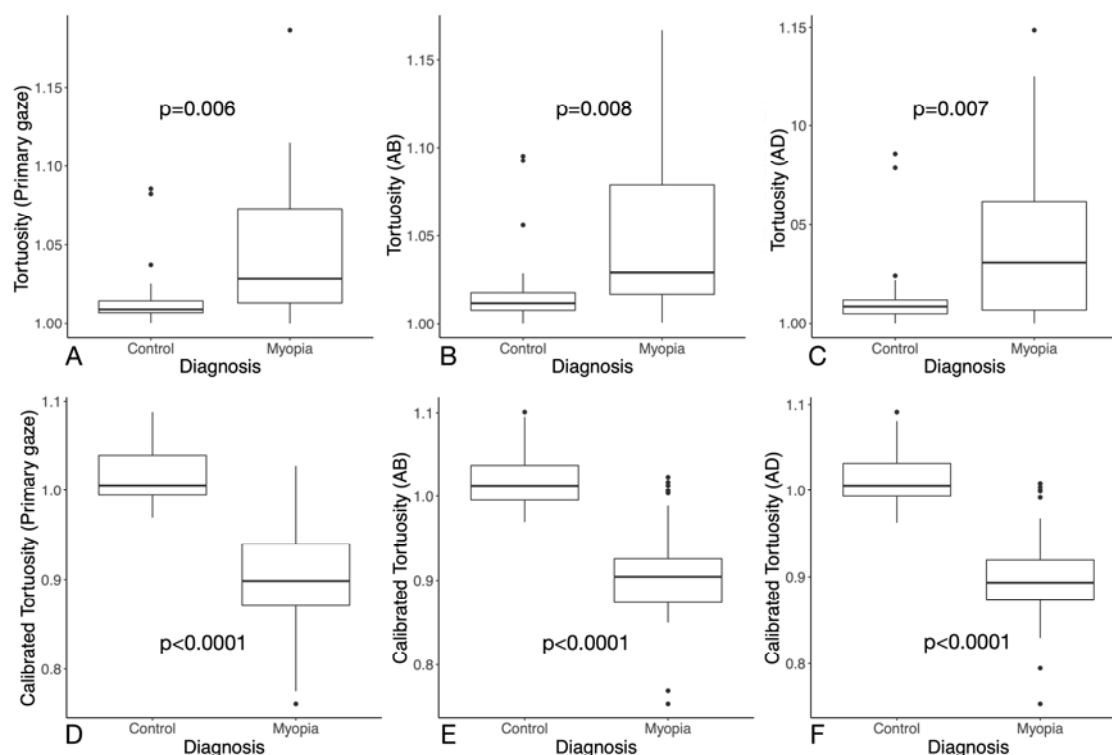 Tortuosity (Primary gaze)
1.15
1.10
1.05
1.00
p=0.006
Control
Myopia
A
Diagnosis
Tortuosity (AB)
1.15
1.10
1.05
1.00
p=0.008
Control
Myopia
B
Diagnosis
Tortuosity (AD)
1.15
10
05
1.00
p=0.007
Control
Myopia
C
Diagnosis
Calibrated Tortuosity (Primary gaze)
1.1
1.0
0.9
0.8
p<0.0001
Control
Myopia
D
Diagnosis
Calibrated Tortuosity (AB)
1.1
1.0
0.9
0.8
p<0.0001
Control
Myopia
E
Diagnosis
Calibrated Tortuosity (AD)
1.1
1.0
0.9
0.8
p<0.0001
Control
Myopia
F
Diagnosis